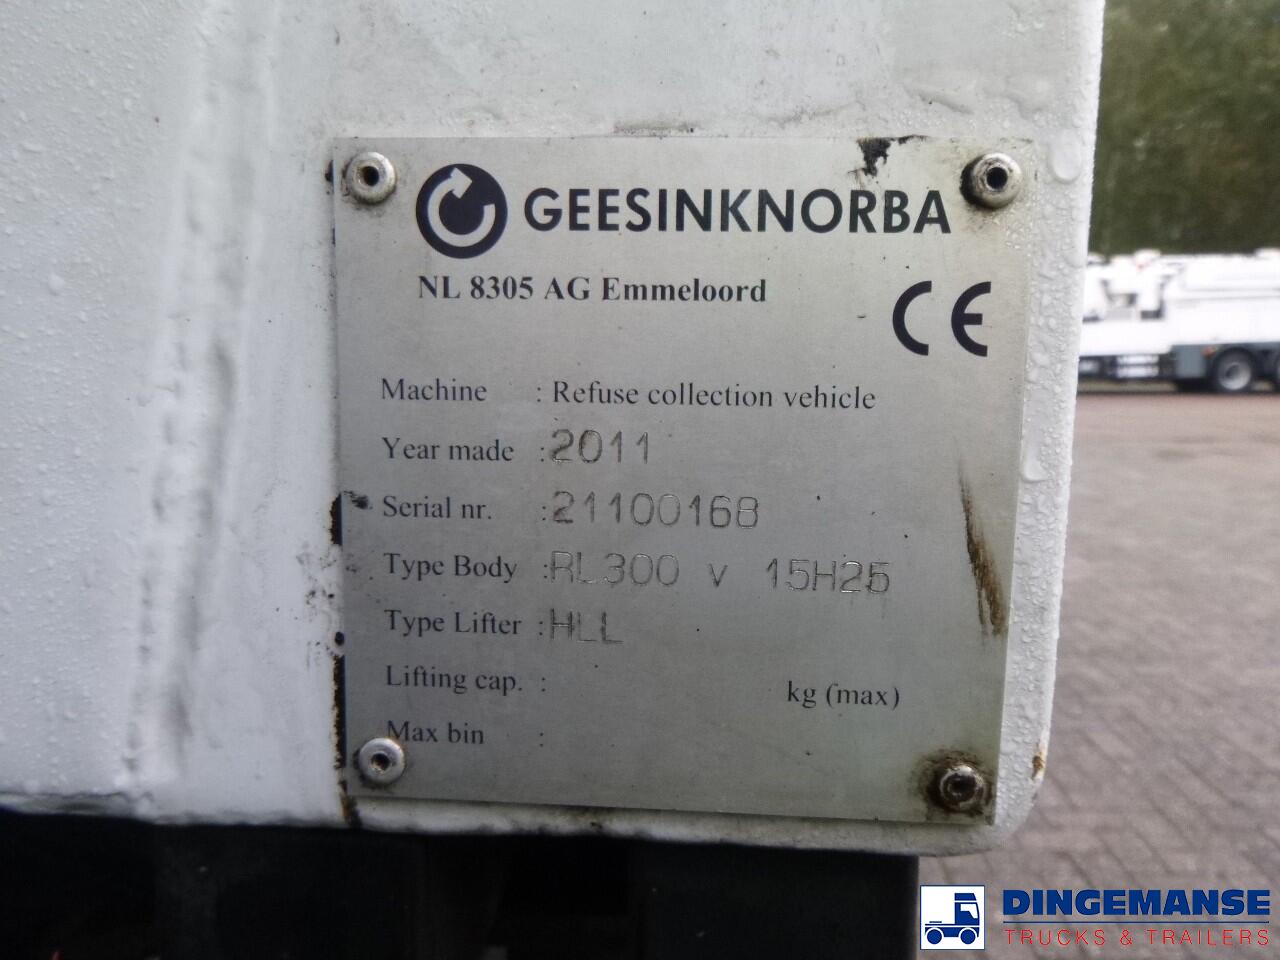 GEESINKNORBA
NL 8305 AG Emmeloord
CE
Machine : Refuse collection vehicle
Year made : 2011
Serial nr. : 21100168
Type Body : RL300 v 15H25
Type Lifter : HLL
Lifting cap. : kg (max)
Max bin :
DINGEMANSE
TRUCKS & TRAILERS